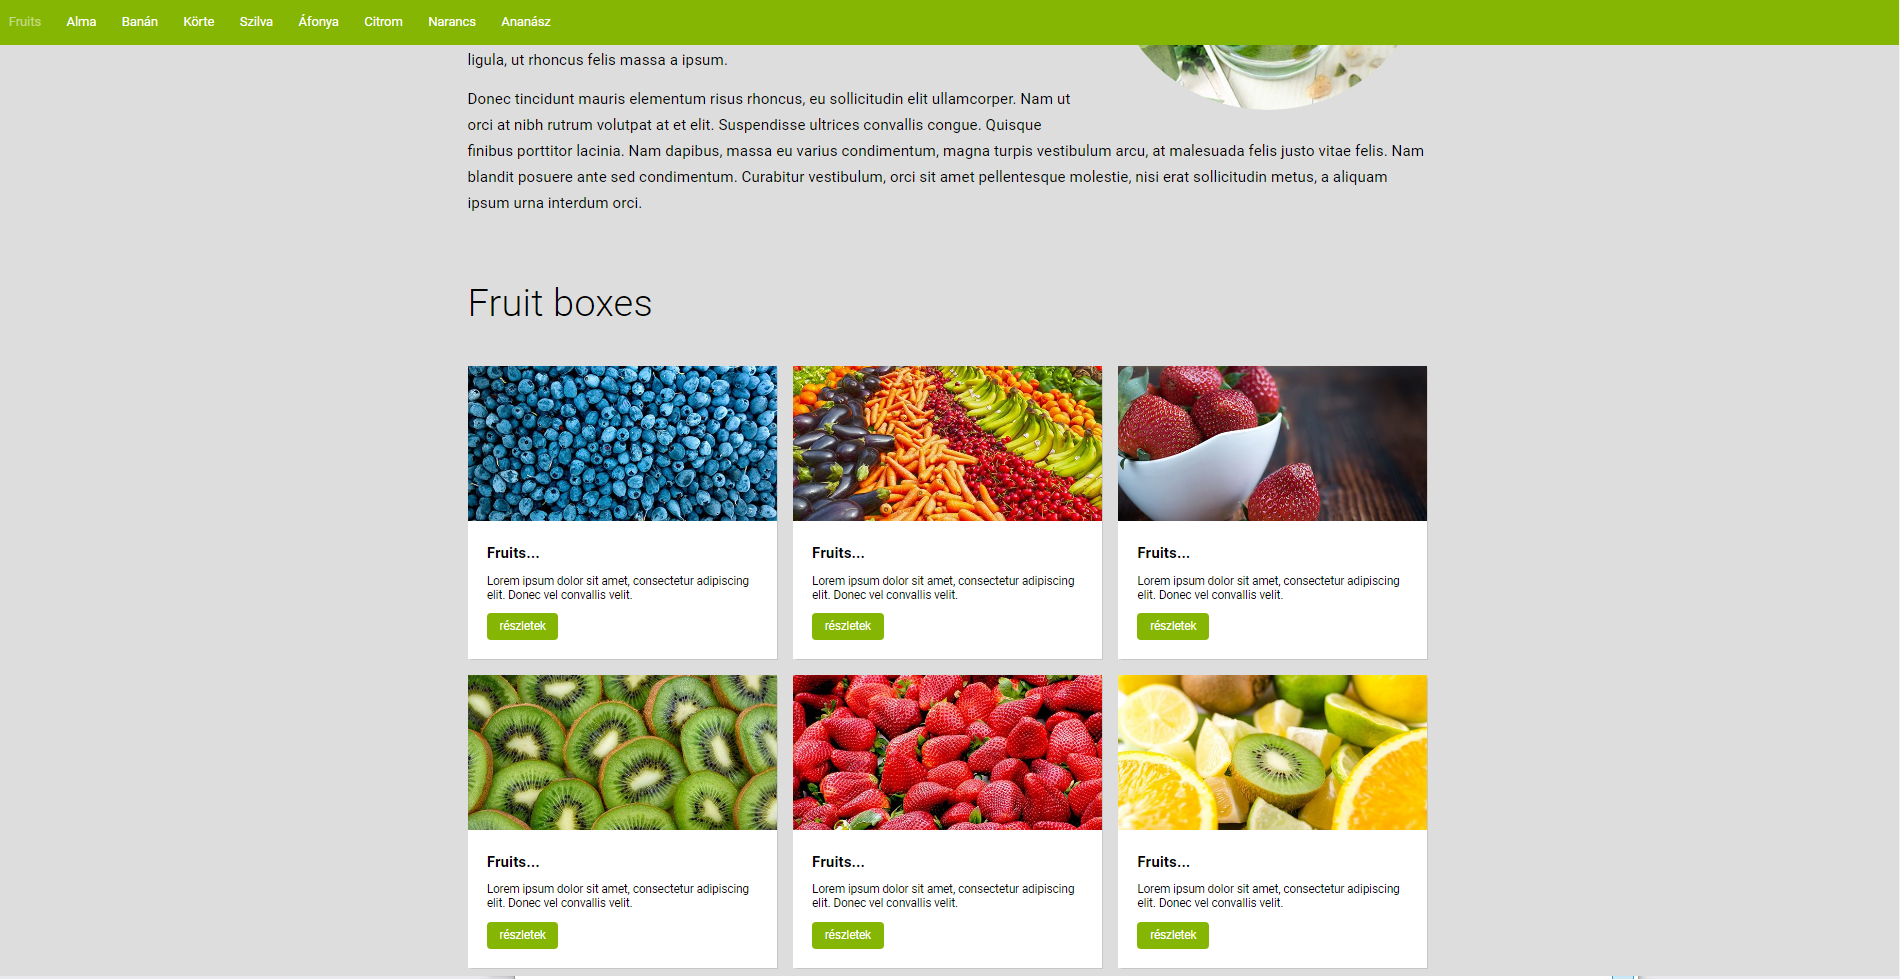 Fruits Alma Banán Körte Szilva Áfonya Citrom Narancs Ananász
ligula, ut rhoncus felis massa a ipsum.
Donec tincidunt mauris elementum risus rhoncus, eu sollicitudin elit ullamcorper. Nam ut
orci at nibh rutrum volutpat at et elit. Suspendisse ultrices convallis congue. Quisque
finibus porttitor lacinia. Nam dapibus, massa eu varius condimentum, magna turpis vestibulum arcu, at malesuada felis justo vitae felis. Nam
blandit posuere ante sed condimentum. Curabitur vestibulum, orci sit amet pellentesque molestie, nisi erat sollicitudin metus, a aliquam
ipsum urna interdum orci.
Fruit boxes
Fruits...
Lorem ipsum dolor sit amet, consectetur adipiscing
elit. Donec vel convallis velit.
részletek
Fruits...
Lorem ipsum dolor sit amet, consectetur adipiscing
elit. Donec vel convallis velit.
részletek
Fruits...
Lorem ipsum dolor sit amet, consectetur adipiscing
elit. Donec vel convallis velit.
részletek
Fruits...
Lorem ipsum dolor sit amet, consectetur adipiscing
elit. Donec vel convallis velit.
részletek
Fruits...
Lorem ipsum dolor sit amet, consectetur adipiscing
elit. Donec vel convallis velit.
részletek
Fruits...
Lorem ipsum dolor sit amet, consectetur adipiscing
elit. Donec vel convallis velit.
részletek